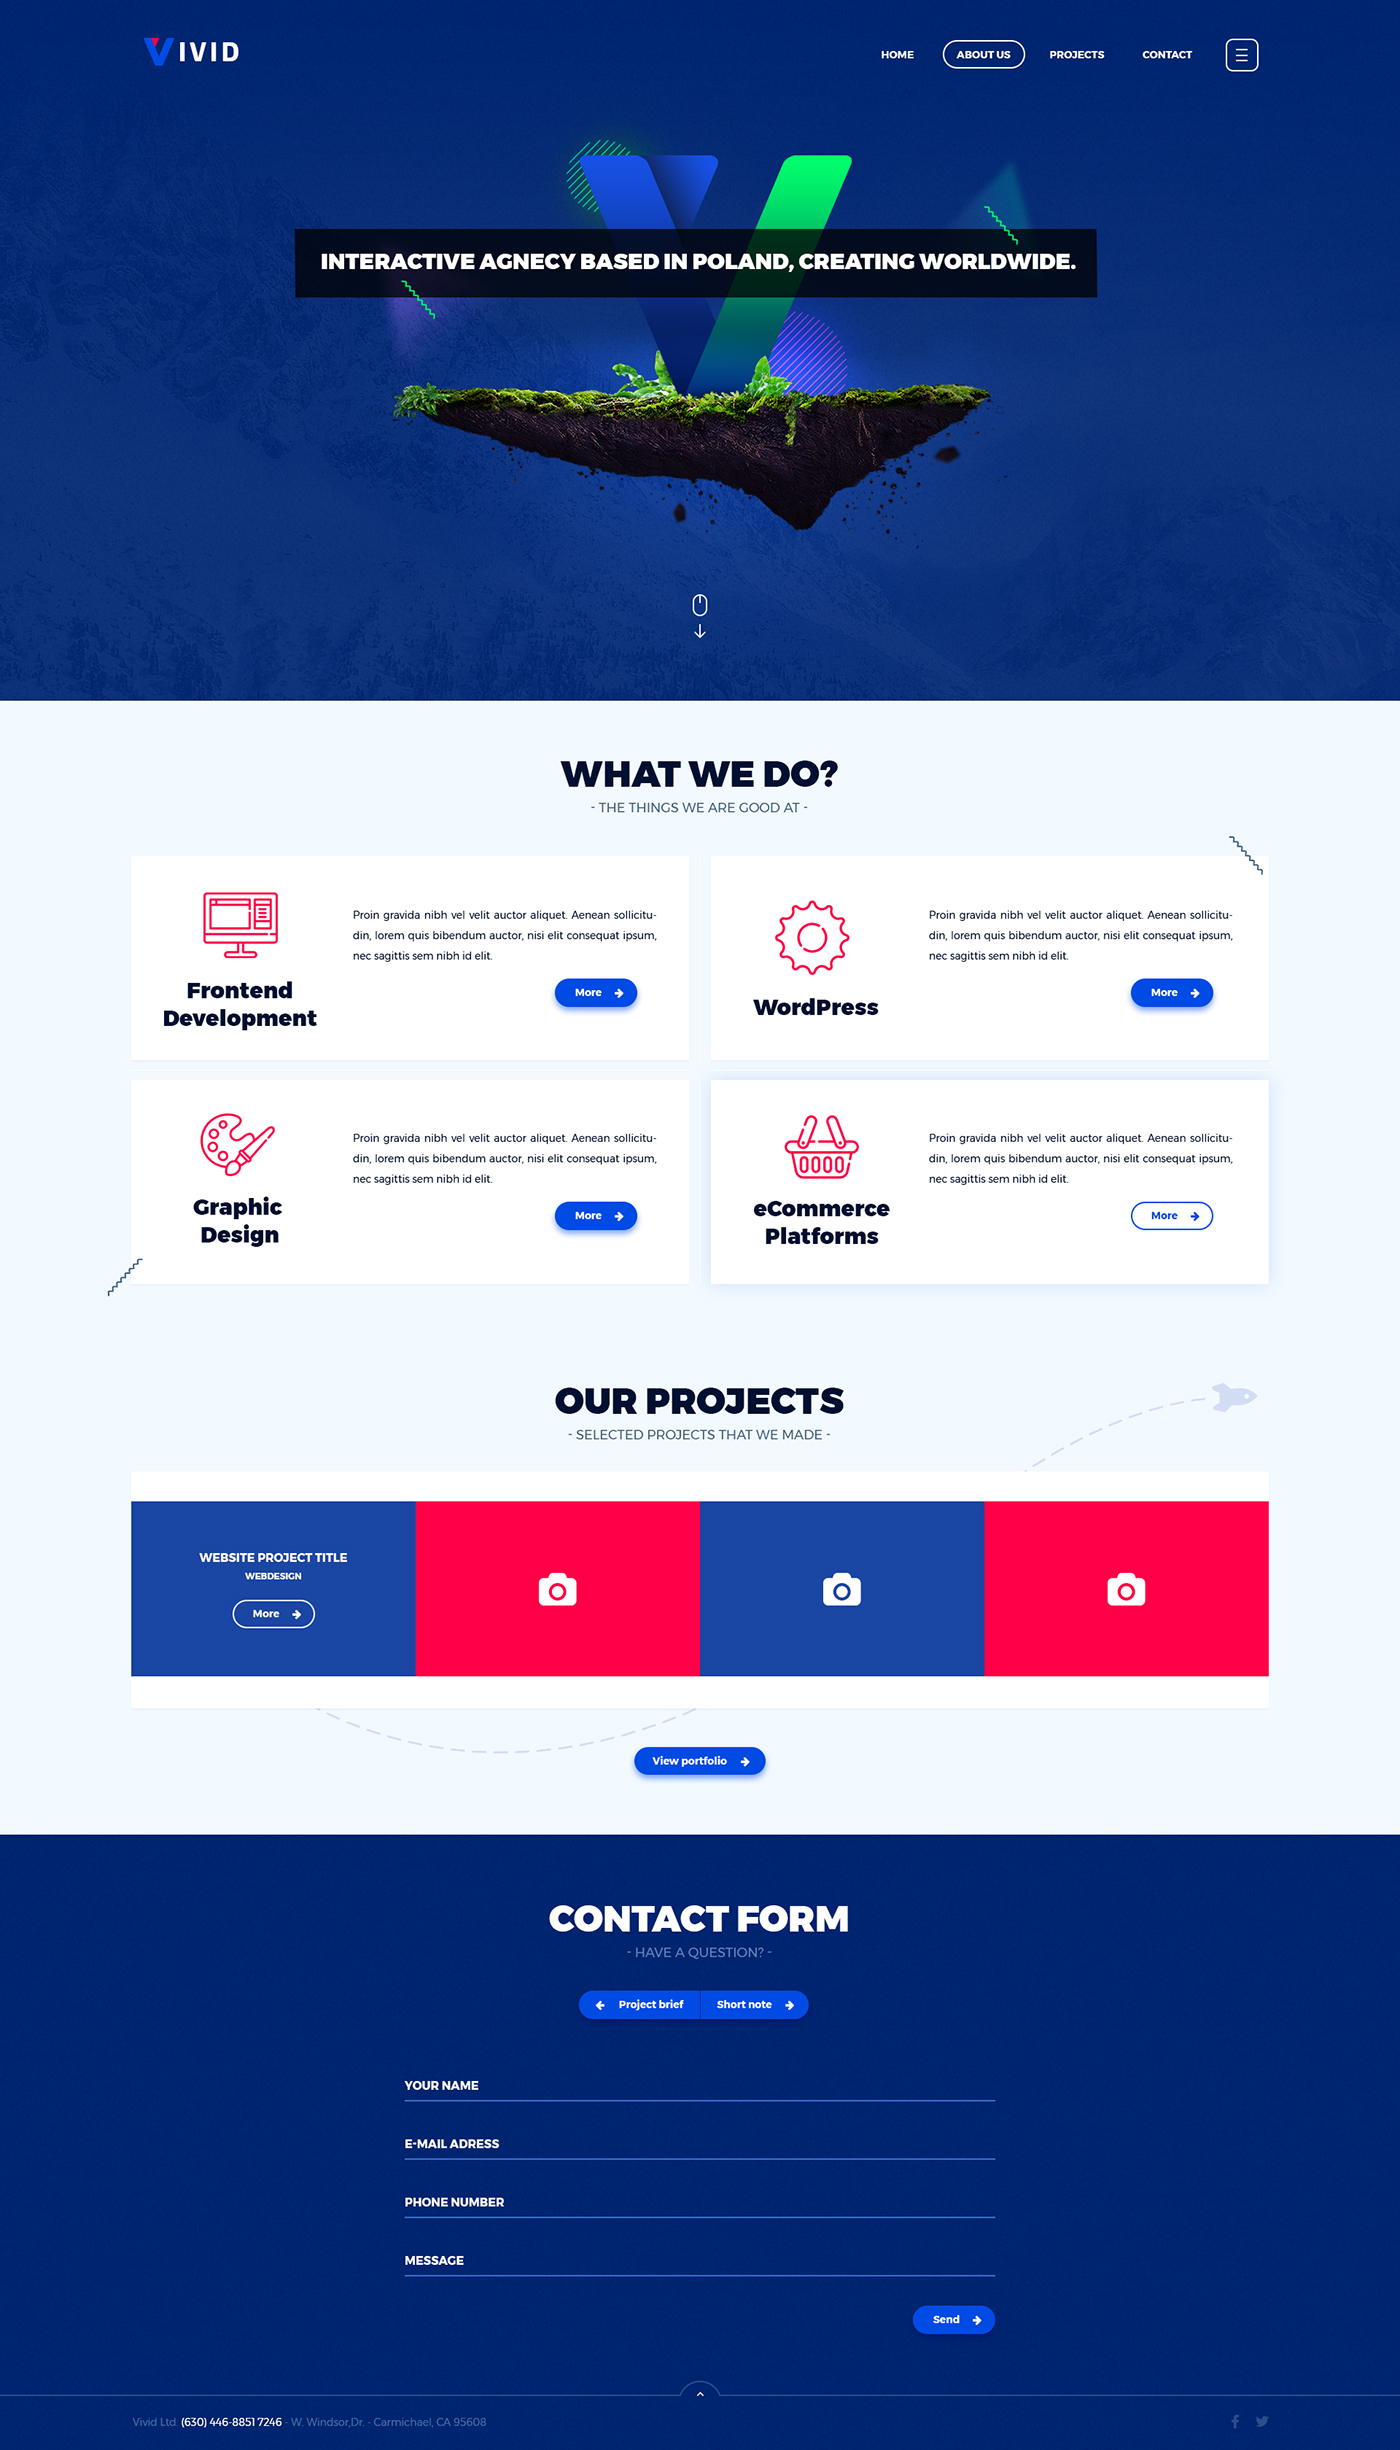 VIVID
HOME ABOUT US PROJECTS CONTACT
INTERACTIVE AGNECY BASED IN POLAND, CREATING WORLDWIDE.
WHAT WE DO?
- THE THINGS WE ARE GOOD AT -
Frontend
Development
Proin gravida nibh vel velit auctor aliquet. Aenean sollicitu-
din, lorem quis bibendum auctor, nisi elit consequat ipsum,
nec sagittis sem nibh id elit.
More
WordPress
Proin gravida nibh vel velit auctor aliquet. Aenean sollicitu-
din, lorem quis bibendum auctor, nisi elit consequat ipsum,
nec sagittis sem nibh id elit.
More
Graphic
Design
Proin gravida nibh vel velit auctor aliquet. Aenean sollicitu-
din, lorem quis bibendum auctor, nisi elit consequat ipsum,
nec sagittis sem nibh id elit.
More
eCommerce
Platforms
Proin gravida nibh vel velit auctor aliquet. Aenean sollicitu-
din, lorem quis bibendum auctor, nisi elit consequat ipsum,
nec sagittis sem nibh id elit.
More
OUR PROJECTS
- SELECTED PROJECTS THAT WE MADE -
WEBSITE PROJECT TITLE
WEBDESIGN
More
View portfolio
CONTACT FORM
- HAVE A QUESTION? -
Project brief Short note
YOUR NAME
E-MAIL ADRESS
PHONE NUMBER
MESSAGE
Send
Vivid Ltd. (630) 446-8851 7246 - W. Windsor,Dr. - Carmichael, CA 95608